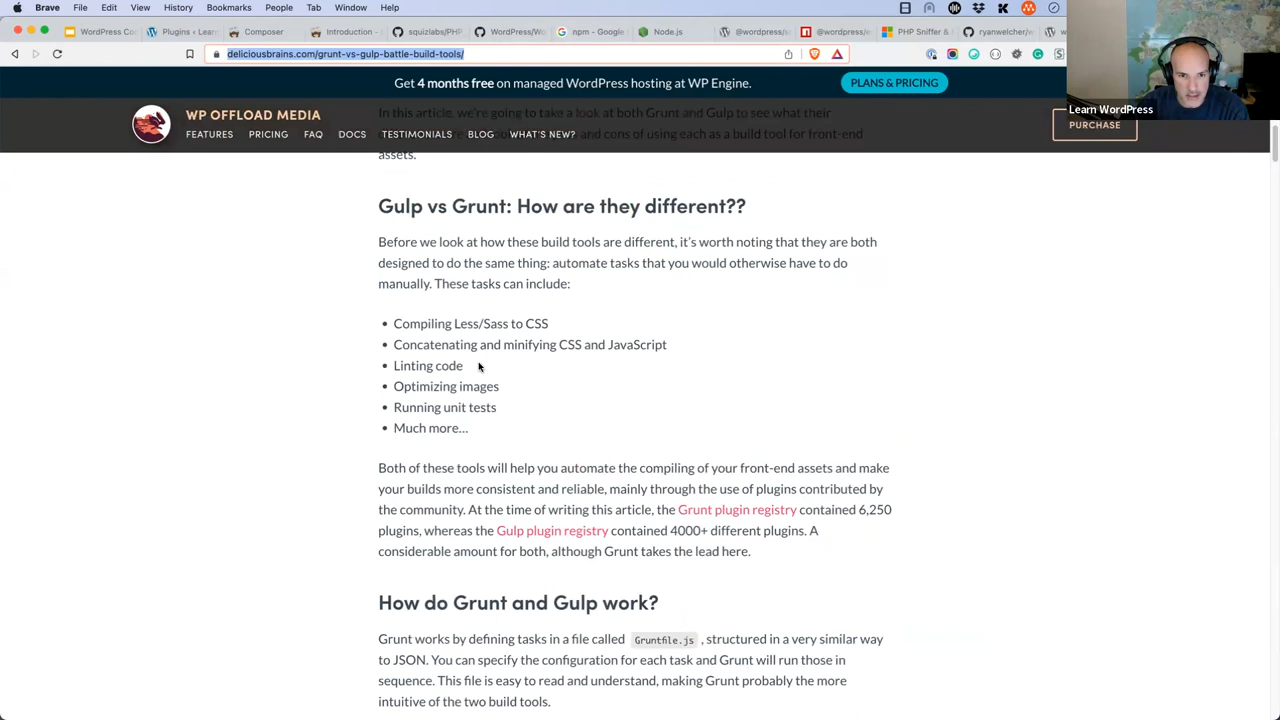 Brave File Edit View History Bookmarks People Tab Window Help
WordPress Coc Plugins ‹ Learn Composer Introduction - squizlabs/PHP WordPress/Wo npm - Google Node.js @wordpress/sc @wordpress/e PHP Sniffer & ryanwelcher/w
deliciousbrains.com/grunt-vs-gulp-battle-build-tools/
Learn WordPress
Get 4 months free on managed WordPress hosting at WP Engine. PLANS & PRICING
WP OFFLOAD MEDIA
FEATURES PRICING FAQ DOCS TESTIMONIALS BLOG WHAT'S NEW? PURCHASE
In this article, we're going to take a look at both Grunt and Gulp to see what their
and cons of using each as a build tool for front-end
assets.
Gulp vs Grunt: How are they different??
Before we look at how these build tools are different, it's worth noting that they are both
designed to do the same thing: automate tasks that you would otherwise have to do
manually. These tasks can include:
• Compiling Less/Sass to CSS
• Concatenating and minifying CSS and JavaScript
• Linting code
• Optimizing images
• Running unit tests
• Much more…
Both of these tools will help you automate the compiling of your front-end assets and make
your builds more consistent and reliable, mainly through the use of plugins contributed by
the community. At the time of writing this article, the Grunt plugin registry contained 6,250
plugins, whereas the Gulp plugin registry contained 4000+ different plugins. A
considerable amount for both, although Grunt takes the lead here.
How do Grunt and Gulp work?
Grunt works by defining tasks in a file called Gruntfile.js , structured in a very similar way
to JSON. You can specify the configuration for each task and Grunt will run those in
sequence. This file is easy to read and understand, making Grunt probably the more
intuitive of the two build tools.